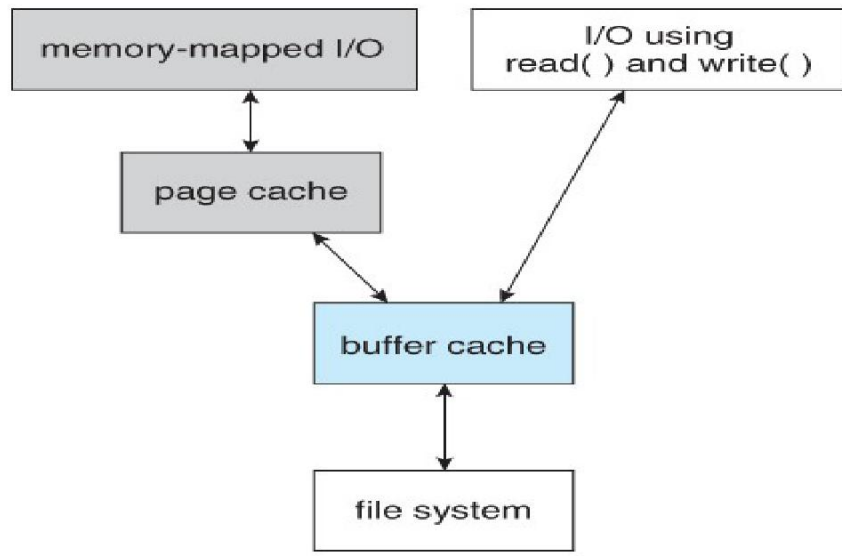 memory-mapped I/O
I/O using
read( ) and write( )
page cache
buffer cache
file system